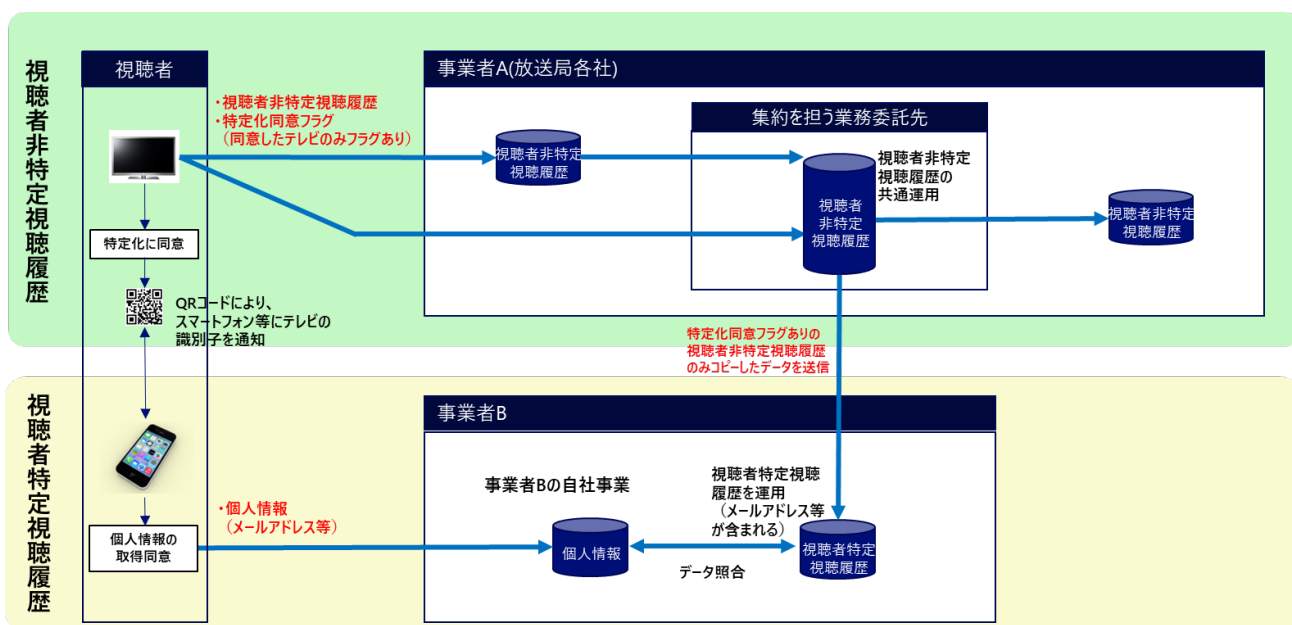 視聴者非特定視聴履歴
視聴者
事業者A(放送局各社)
・視聴者非特定視聴履歴
・特定化同意フラグ
（同意したテレビのみフラグあり）
集約を担う業務委託先
視聴者非特定
視聴履歴
視聴者
非特定
視聴履歴
視聴者非特定
視聴履歴の
共通運用
視聴者非特定
視聴履歴
特定化に同意
QRコードにより、
スマートフォン等にテレビの
識別子を通知
特定化同意フラグありの
視聴者非特定視聴履歴
のみコピーしたデータを送信
視聴者特定視聴履歴
事業者B
事業者Bの自社事業
視聴者特定視聴
履歴を運用
（メールアドレス等
が含まれる）
・個人情報
（メールアドレス等）
個人情報の
取得同意
個人情報
データ照合
視聴者特定
視聴履歴